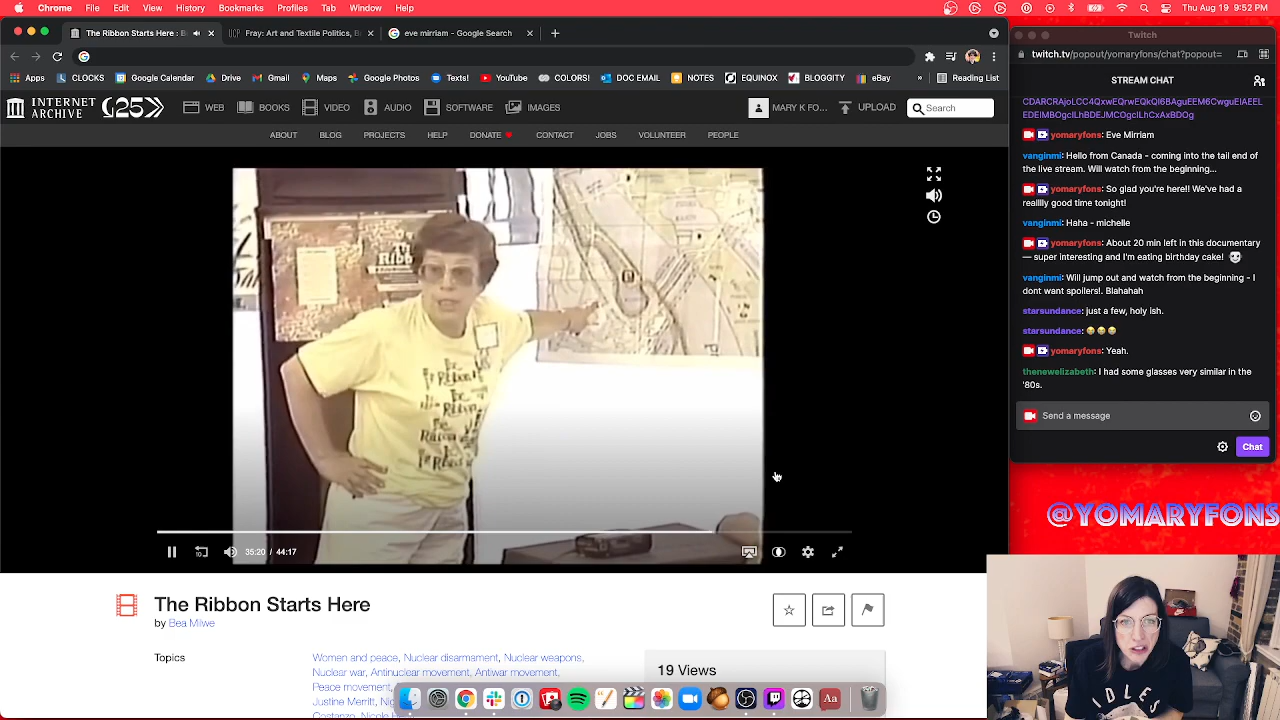 Chrome File Edit View History Bookmarks Profiles Tab Window Help
Thu Aug 19 9:52 PM
The Ribbon Starts Here : B
Fray: Art and Textile Politics, B
eve mirriam - Google Search
Apps CLOCKS Google Calendar Drive Gmail Maps Google Photos Texts! YouTube COLORS! DOC EMAIL NOTES EQUINOX BLOGGITY eBay » Reading List
INTERNET ARCHIVE 25 WEB BOOKS VIDEO AUDIO SOFTWARE IMAGES MARY K FO... UPLOAD Search
ABOUT BLOG PROJECTS HELP DONATE CONTACT JOBS VOLUNTEER PEOPLE
35:20 / 44:17
The Ribbon Starts Here
by Bea Milwe
Topics
Women and peace, Nuclear disarmament, Nuclear weapons,
Nuclear war, Antinuclear movement, Antiwar movement,
Peace movement,
Justine Merritt,
19 Views
Twitch
twitch.tv/popout/yomaryfons/chat?popout=
STREAM CHAT
yomaryfons: Eve Mirriam
vanginmi: Hello from Canada - coming into the tail end of
the live stream. Will watch from the beginning...
yomaryfons: So glad you're here!! We've had a
realllly good time tonight!
vanginmi: Haha - michelle
yomaryfons: About 20 min left in this documentary
— super interesting and I'm eating birthday cake!
vanginmi: Will jump out and watch from the beginning - I
dont want spoilers!. Blahahah
starsundance: just a few, holy ish.
starsundance:
yomaryfons: Yeah.
thenewelizabeth: I had some glasses very similar in the
'80s.
Send a message
Chat
@YOMARYFONS